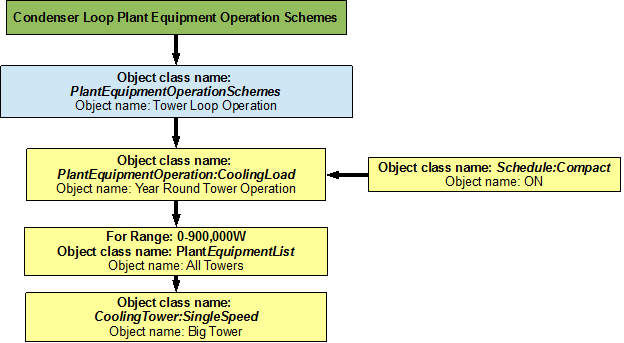 Condenser Loop Plant Equipment Operation Schemes
Object class name:
PlantEquipmentOperationSchemes
Object name: Tower Loop Operation
Object class name:
PlantEquipmentOperation:CoolingLoad
Object name: Year Round Tower Operation
Object class name: Schedule:Compact
Object name: ON
For Range: 0-900,000W
Object class name: PlantEquipmentList
Object name: All Towers
Object class name:
CoolingTower:SingleSpeed
Object name: Big Tower